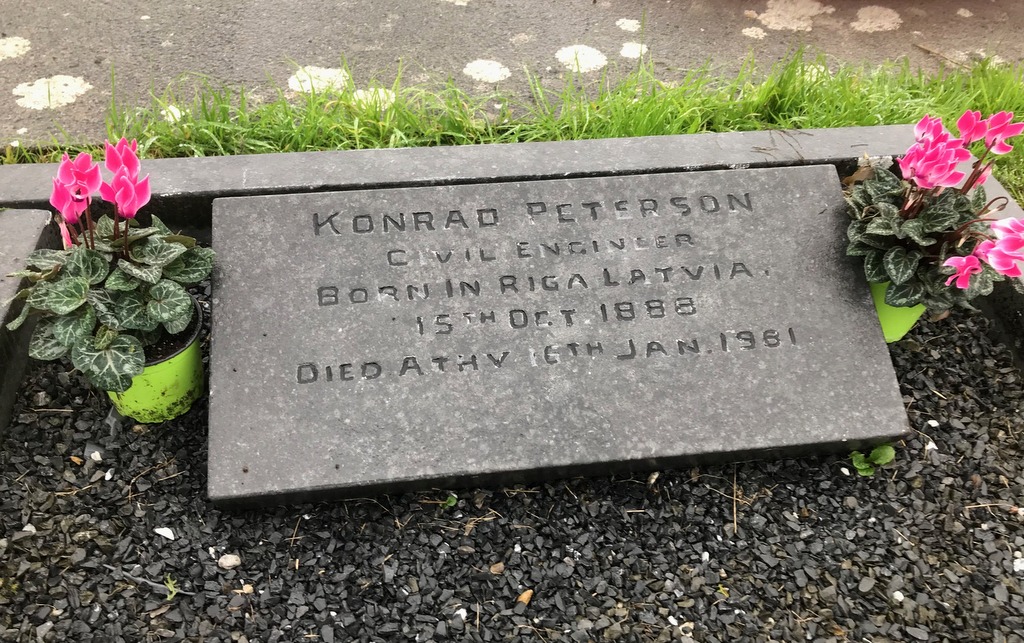 KONRAD PETERSON
CIVIL ENGINEER
BORN IN RIGA LATVIA.
15TH OCT. 1888
DIED ATHY 16TH JAN. 1981